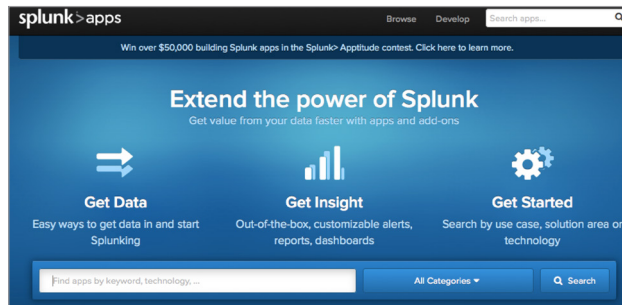 splunk>apps
Browse Develop Search apps...
Win over $50,000 building Splunk apps in the Splunk> Apptitude contest. Click here to learn more.
Extend the power of Splunk
Get value from your data faster with apps and add-ons
Get Data
Easy ways to get data in and start
Splunking
Get Insight
Out-of-the-box, customizable alerts,
reports, dashboards
Get Started
Search by use case, solution area or
technology
Find apps by keyword, technology, ...
All Categories
Search